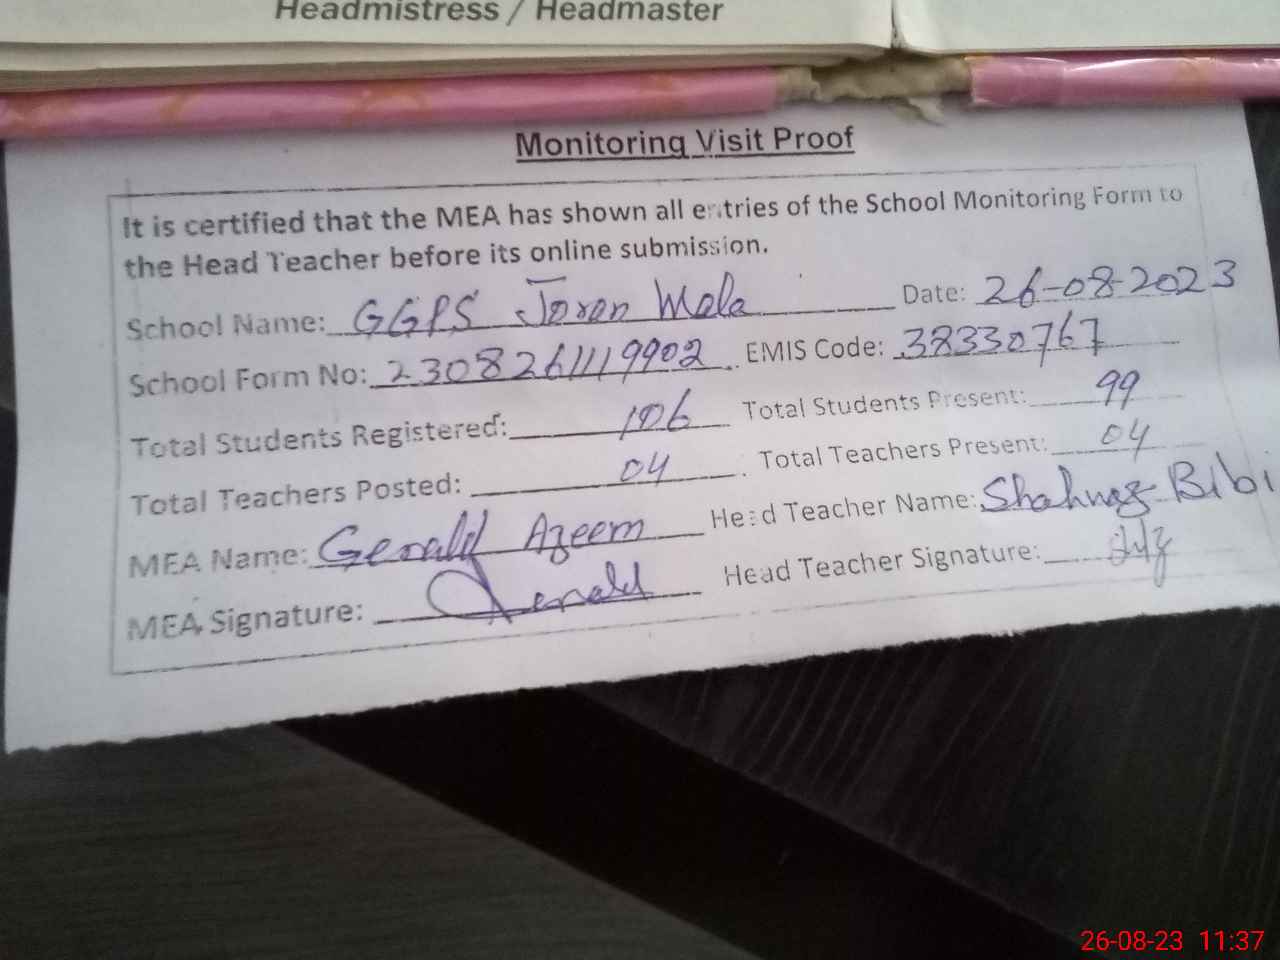 Headmistress / Headmaster
Monitoring Visit Proof
It is certified that the MEA has shown all entries of the School Monitoring Form to
the Head Teacher before its online submission.
School Name: GGPS Joron Mala Date: 26-08-2023
School Form No: 2308261119902 EMIS Code: 38330767
Total Students Registered: 106 Total Students Present: 99
Total Teachers Posted: 04 Total Teachers Present: 04
MEA Name: Gerald Azeem Head Teacher Name: Shahnaz Bibi
MEA Signature: Gerald Head Teacher Signature:
26-08-23 11:37